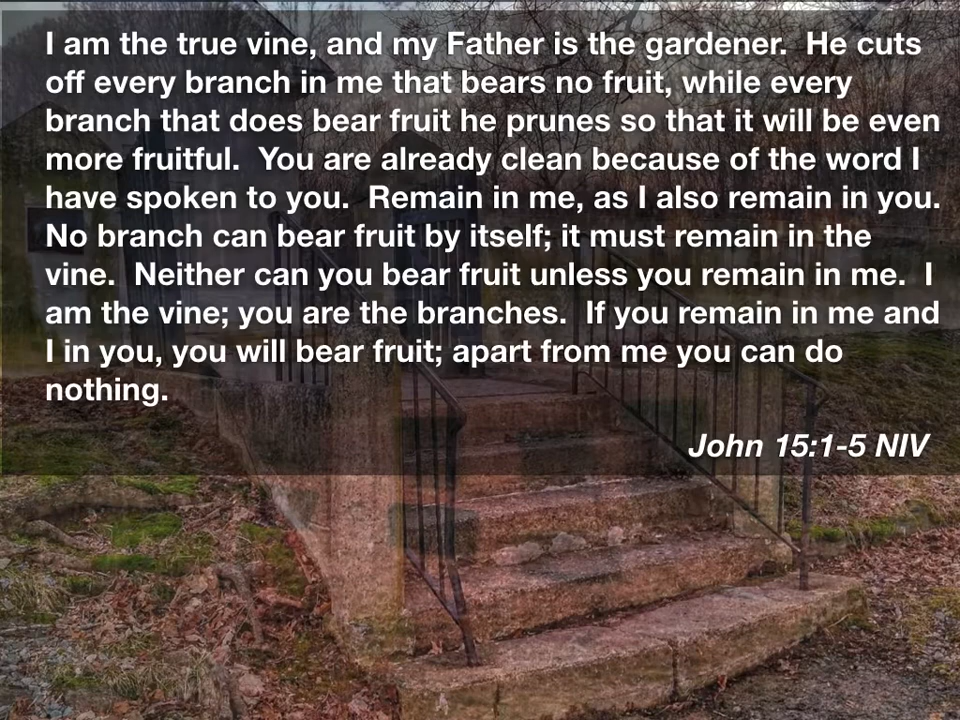 I am the true vine, and my Father is the gardener.  He cuts
off every branch in me that bears no fruit, while every
branch that does bear fruit he prunes so that it will be even
more fruitful.  You are already clean because of the word I
have spoken to you.  Remain in me, as I also remain in you.
No branch can bear fruit by itself; it must remain in the
vine.  Neither can you bear fruit unless you remain in me.  I
am the vine; you are the branches.  If you remain in me and
I in you, you will bear fruit; apart from me you can do
nothing.
John 15:1-5 NIV